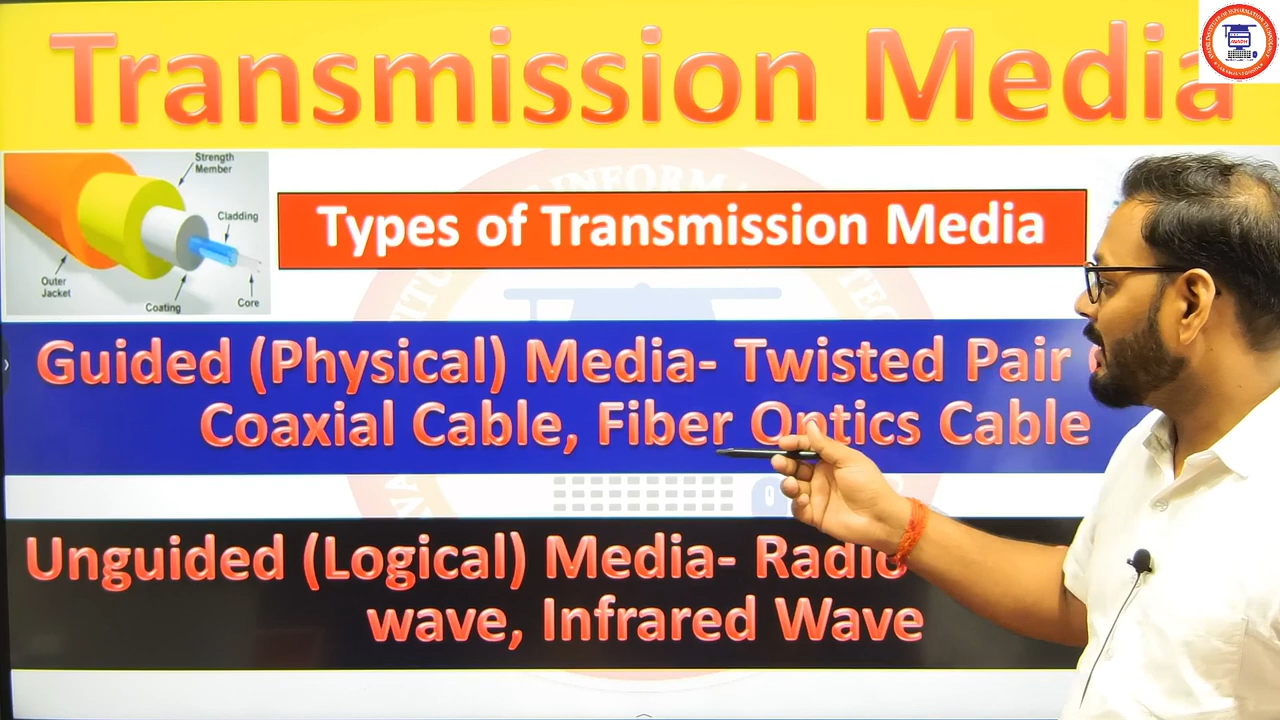 Transmission Media
Strength
Member
Cladding
Outer
Jacket
Coating
Core
Types of Transmission Media
Guided (Physical) Media- Twisted Pair
Coaxial Cable, Fiber Optics Cable
Unguided (Logical) Media- Radio
wave, Infrared Wave